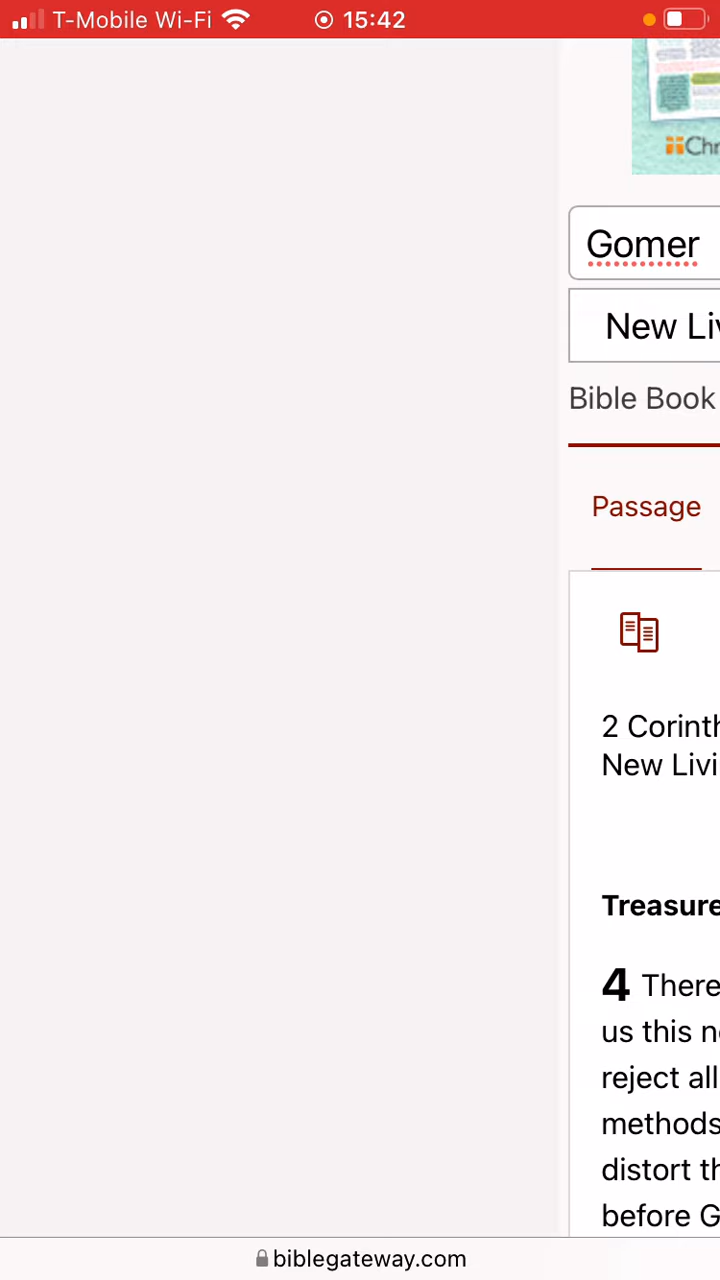 T-Mobile Wi-Fi 15:42
Chr
Gomer
New Liv
Bible Book
Passage
2 Corinth
New Livi
Treasure
4 There
us this n
reject all
methods
distort th
before G
biblegateway.com